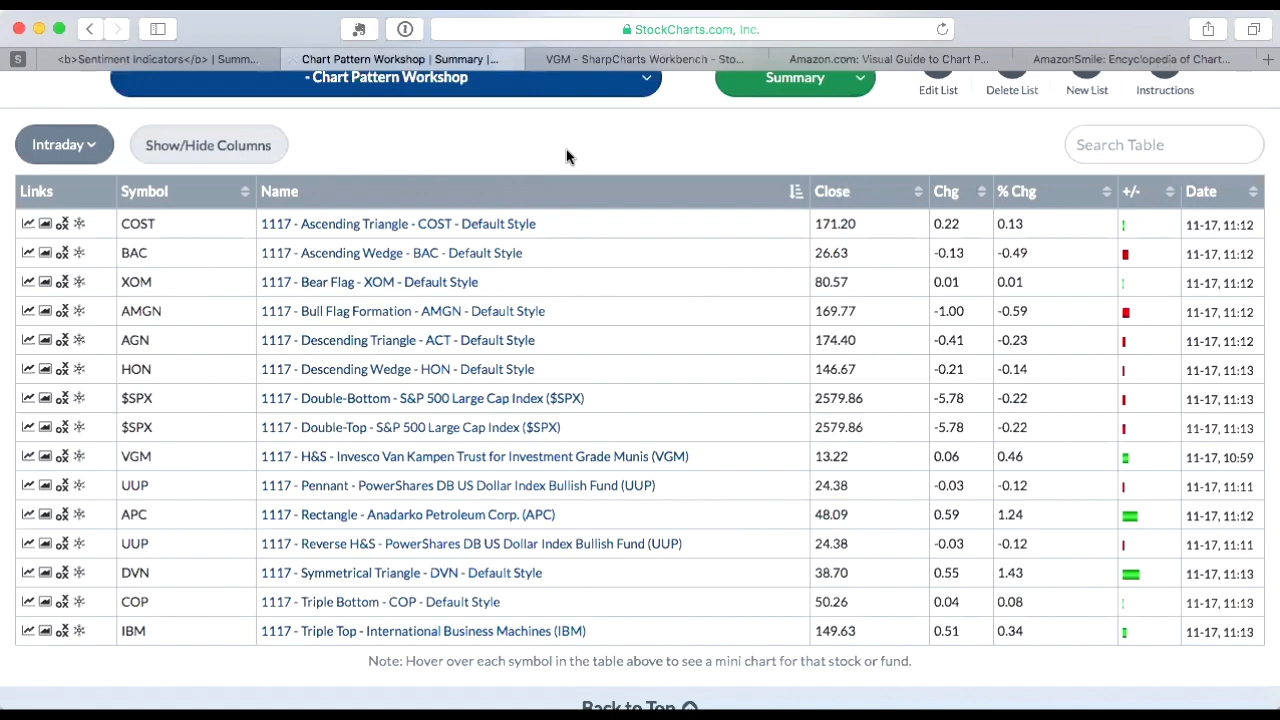 StockCharts.com, Inc.
S <b>Sentiment Indicators</b> | Summ... Chart Pattern Workshop | Summary |... VGM - SharpCharts Workbench - Sto... Amazon.com: Visual Guide to Chart P... AmazonSmile: Encyclopedia of Chart...
- Chart Pattern Workshop Summary Edit List Delete List New List Instructions
Intraday Show/Hide Columns Search Table
Links Symbol Name Close Chg % Chg +/- Date
COST 1117 - Ascending Triangle - COST - Default Style 171.20 0.22 0.13 11-17, 11:12
BAC 1117 - Ascending Wedge - BAC - Default Style 26.63 -0.13 -0.49 11-17, 11:12
XOM 1117 - Bear Flag - XOM - Default Style 80.57 0.01 0.01 11-17, 11:12
AMGN 1117 - Bull Flag Formation - AMGN - Default Style 169.77 -1.00 -0.59 11-17, 11:12
AGN 1117 - Descending Triangle - ACT - Default Style 174.40 -0.41 -0.23 11-17, 11:12
HON 1117 - Descending Wedge - HON - Default Style 146.67 -0.21 -0.14 11-17, 11:13
$SPX 1117 - Double-Bottom - S&P 500 Large Cap Index ($SPX) 2579.86 -5.78 -0.22 11-17, 11:13
$SPX 1117 - Double-Top - S&P 500 Large Cap Index ($SPX) 2579.86 -5.78 -0.22 11-17, 11:13
VGM 1117 - H&S - Invesco Van Kampen Trust for Investment Grade Munis (VGM) 13.22 0.06 0.46 11-17, 10:59
UUP 1117 - Pennant - PowerShares DB US Dollar Index Bullish Fund (UUP) 24.38 -0.03 -0.12 11-17, 11:11
APC 1117 - Rectangle - Anadarko Petroleum Corp. (APC) 48.09 0.59 1.24 11-17, 11:12
UUP 1117 - Reverse H&S - PowerShares DB US Dollar Index Bullish Fund (UUP) 24.38 -0.03 -0.12 11-17, 11:11
DVN 1117 - Symmetrical Triangle - DVN - Default Style 38.70 0.55 1.43 11-17, 11:13
COP 1117 - Triple Bottom - COP - Default Style 50.26 0.04 0.08 11-17, 11:13
IBM 1117 - Triple Top - International Business Machines (IBM) 149.63 0.51 0.34 11-17, 11:13
Note: Hover over each symbol in the table above to see a mini chart for that stock or fund.
Back to Top